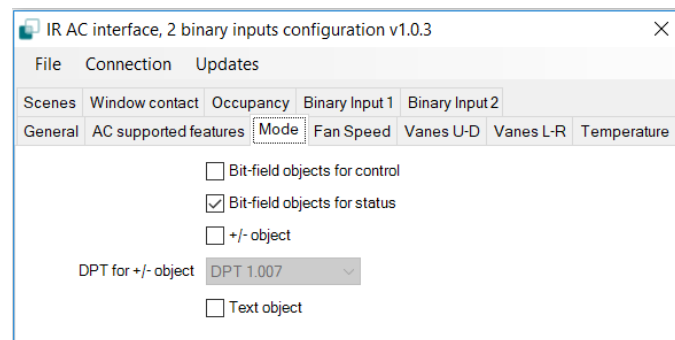 IR AC interface, 2 binary inputs configuration v1.0.3
File Connection Updates
Scenes Window contact Occupancy Binary Input 1 Binary Input 2
General AC supported features Mode Fan Speed Vanes U-D Vanes L-R Temperature
Bit-field objects for control
Bit-field objects for status
+/- object
DPT for +/- object DPT 1.007
Text object